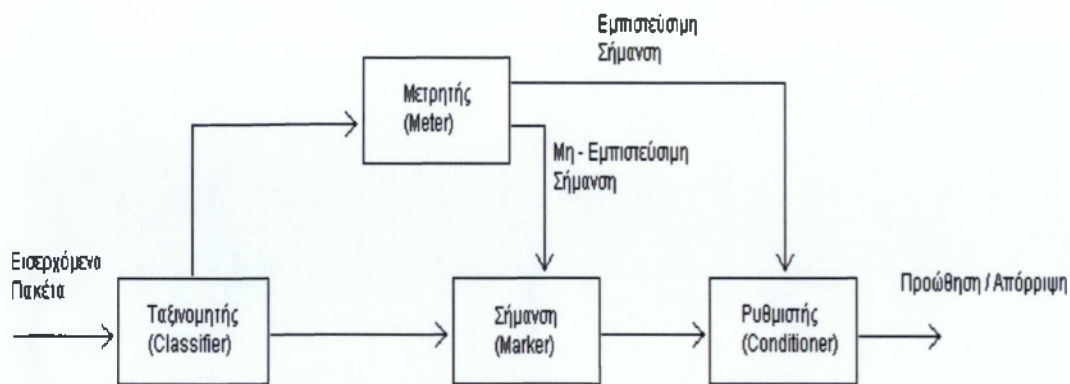 Εμπιστεύσιμη
Σήμανση
Μετρητής
(Meter)
Μη - Εμπιστεύσιμη
Σήμανση
Εισερχόμενα
Πακέτα
Ταξινομητής
(Classifier)
Σήμανση
(Marker)
Ρυθμιστής
(Conditioner)
Προώθηση / Απόρριψη